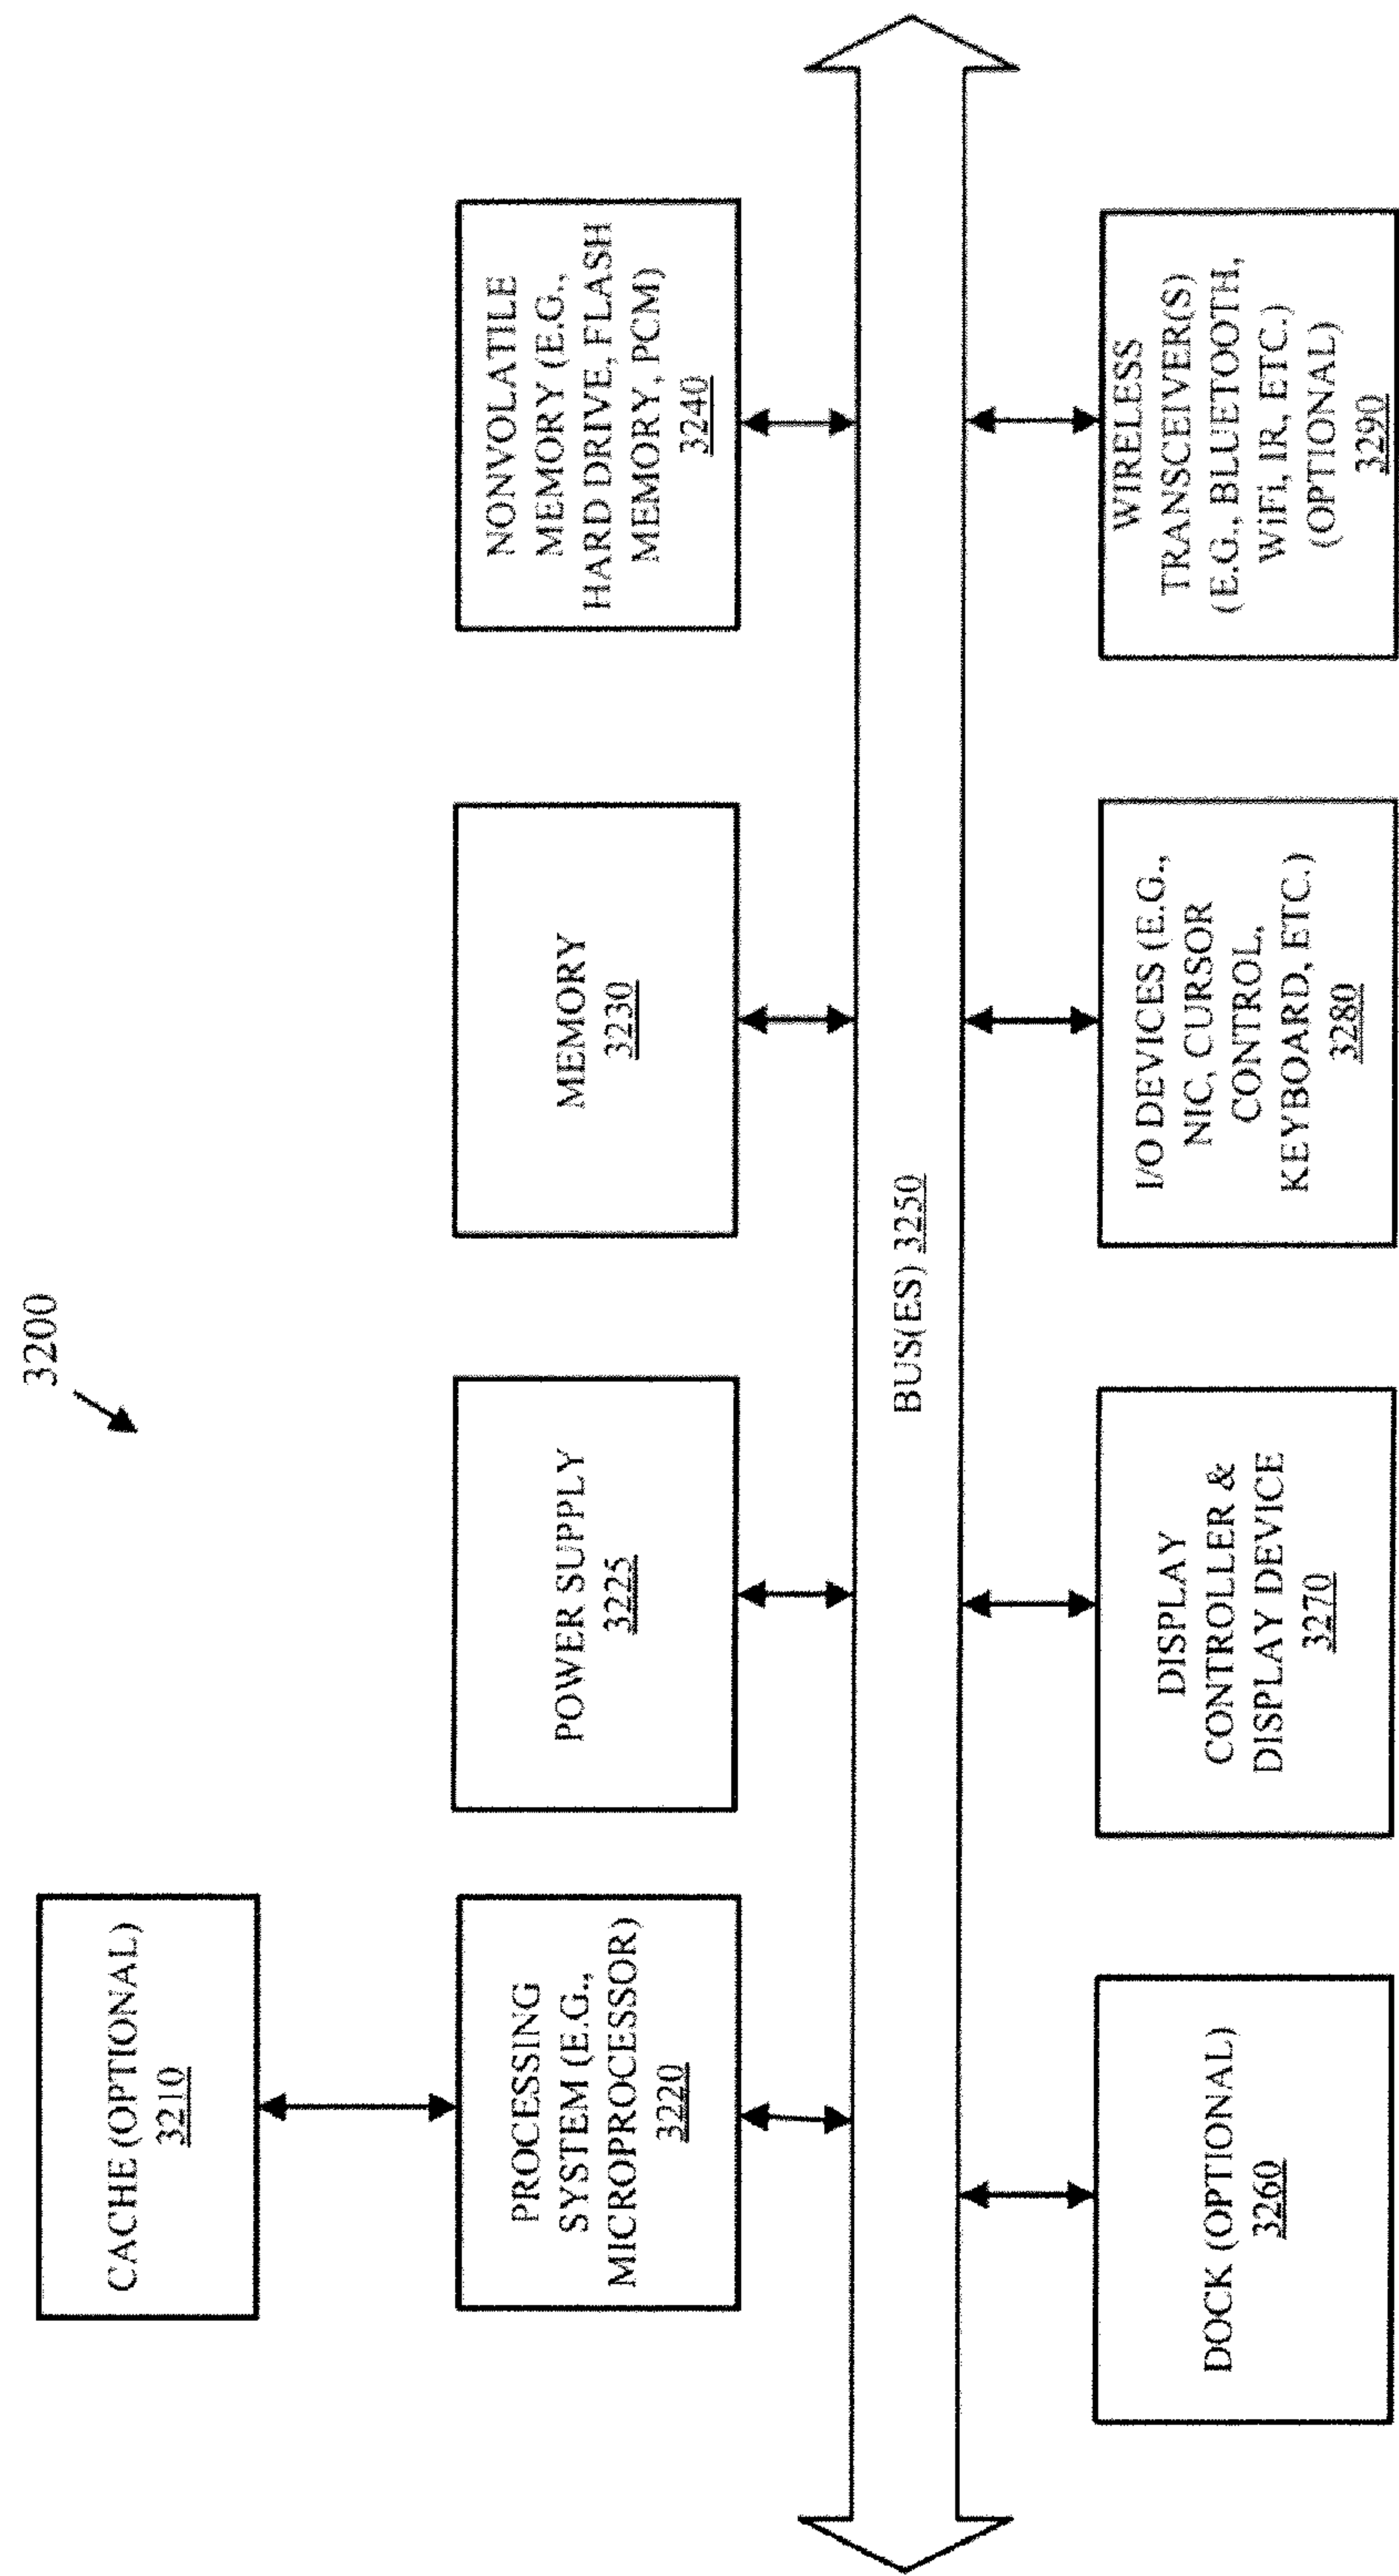 3200
CACHE (OPTIONAL)
3210
PROCESSING
SYSTEM (E.G.,
MICROPROCESSOR)
3220
POWER SUPPLY
3225
MEMORY
3230
NONVOLATILE
MEMORY (E.G.,
HARD DRIVE, FLASH
MEMORY, PCM)
3240
BUS(ES) 3250
DOCK (OPTIONAL)
3260
DISPLAY
CONTROLLER &
DISPLAY DEVICE
3270
I/O DEVICES (E.G.,
NIC, CURSOR
CONTROL,
KEYBOARD, ETC.)
3280
WIRELESS
TRANSCEIVER(S)
(E.G., BLUETOOTH,
WiFi, IR, ETC.)
(OPTIONAL)
3290